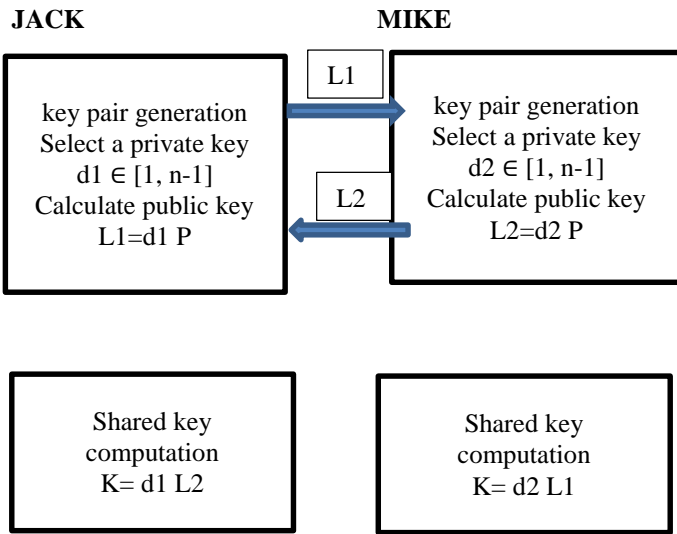 JACK
MIKE
L1
key pair generation
Select a private key
d1 ∈ [1, n-1]
Calculate public key
L1=d1 P
key pair generation
Select a private key
d2 ∈ [1, n-1]
Calculate public key
L2=d2 P
L2
Shared key
computation
K= d1 L2
Shared key
computation
K= d2 L1